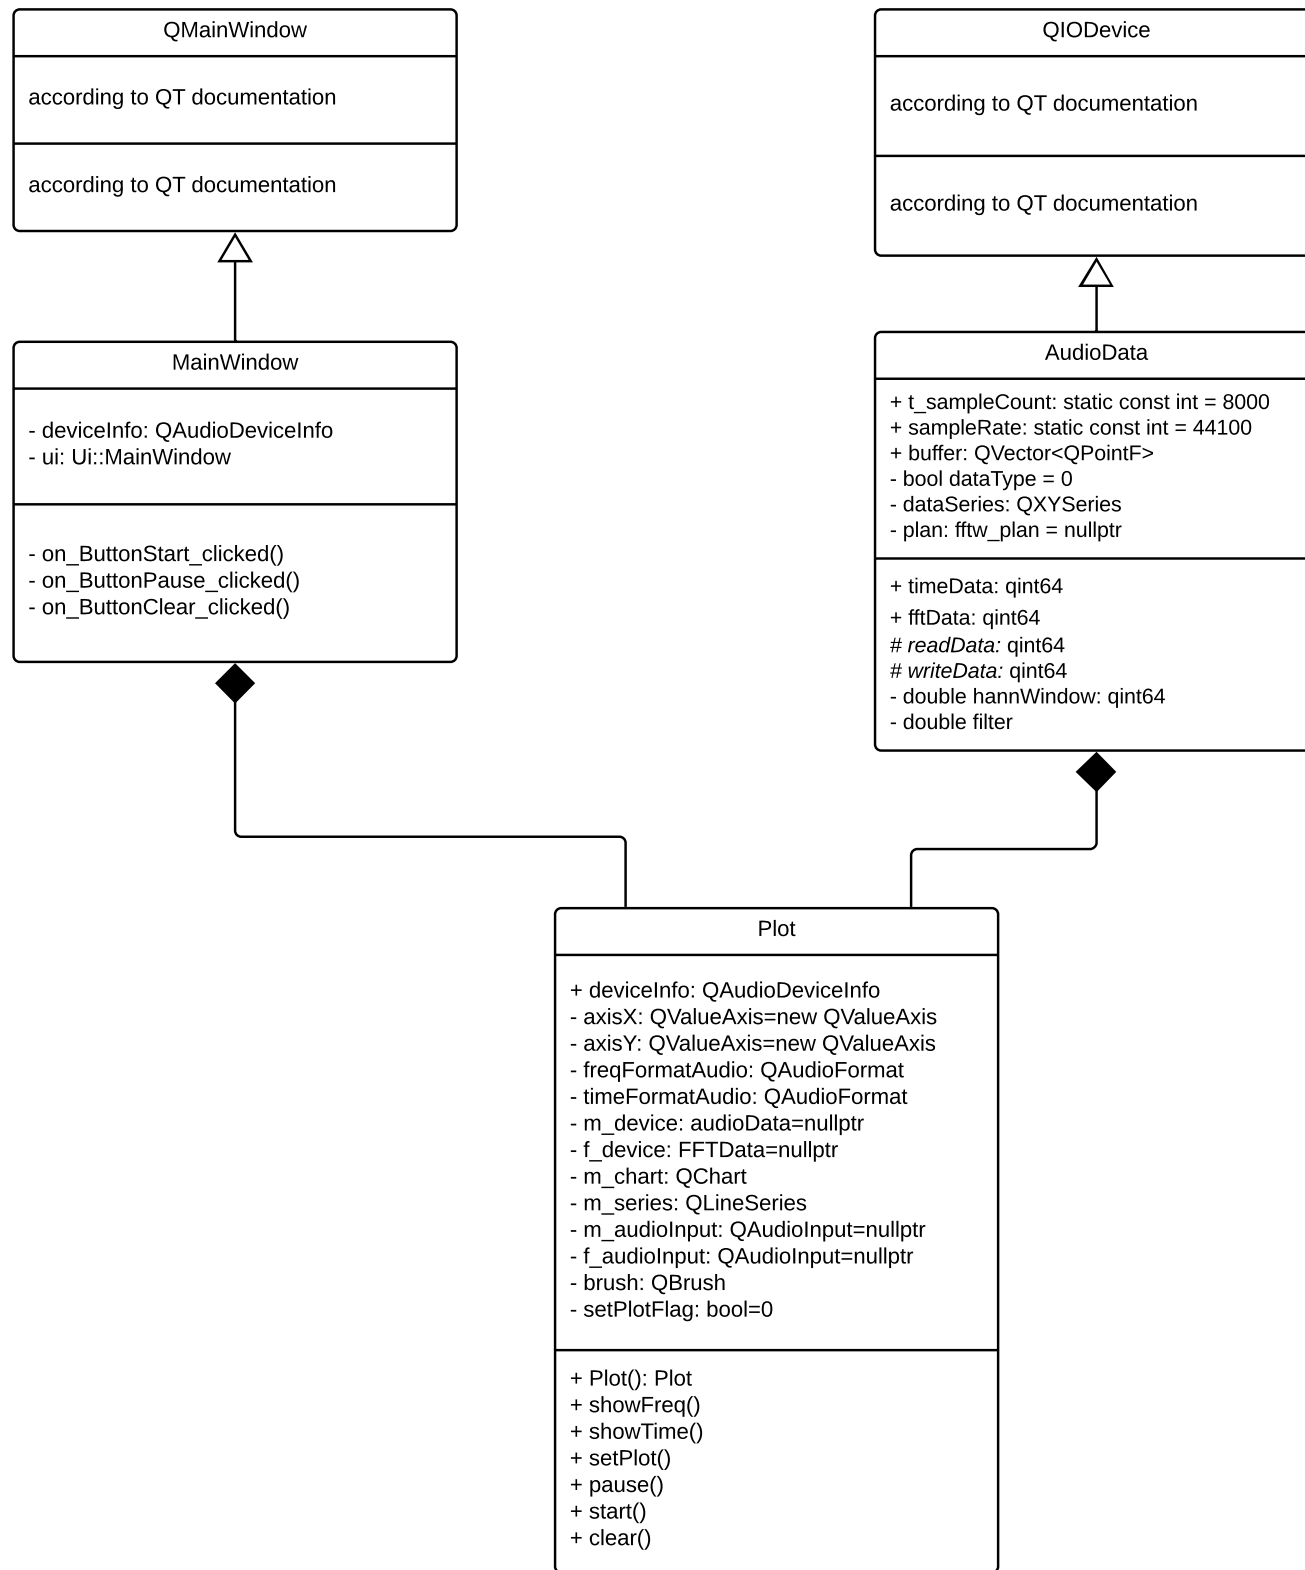 QMainWindow
according to QT documentation
according to QT documentation
QIODevice
according to QT documentation
according to QT documentation
MainWindow
- deviceInfo: QAudioDeviceInfo
- ui: Ui::MainWindow
- on_ButtonStart_clicked()
- on_ButtonPause_clicked()
- on_ButtonClear_clicked()
AudioData
+ t_sampleCount: static const int = 8000
+ sampleRate: static const int = 44100
+ buffer: QVector<QPointF>
- bool dataType = 0
- dataSeries: QXYSeries
- plan: fftw_plan = nullptr
+ timeData: qint64
+ fftData: qint64
# readData: qint64
# writeData: qint64
- double hannWindow: qint64
- double filter
Plot
+ deviceInfo: QAudioDeviceInfo
- axisX: QValueAxis=new QValueAxis
- axisY: QValueAxis=new QValueAxis
- freqFormatAudio: QAudioFormat
- timeFormatAudio: QAudioFormat
- m_device: audioData=nullptr
- f_device: FFTData=nullptr
- m_chart: QChart
- m_series: QLineSeries
- m_audioInput: QAudioInput=nullptr
- f_audioInput: QAudioInput=nullptr
- brush: QBrush
- setPlotFlag: bool=0
+ Plot(): Plot
+ showFreq()
+ showTime()
+ setPlot()
+ pause()
+ start()
+ clear()